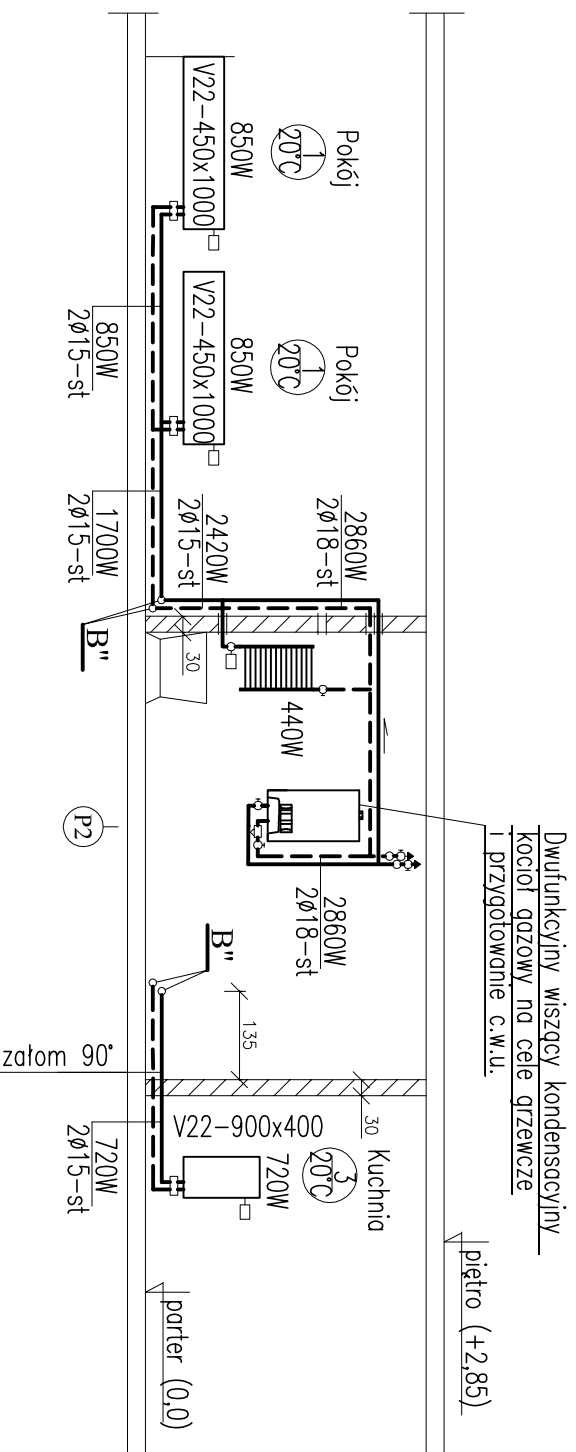 Dwufunkcyjny wiszący kondensacyjny
kocioł gazowy na cele grzewcze
i przygotowanie c.w.u.
piętro (+2,85)
Pokój
1
20°C
850W
V22-450x1000
Pokój
1
20°C
850W
V22-450x1000
2860W
2ø18-st
2420W
2ø15-st
850W
2ø15-st
1700W
2ø15-st
B"
30
440W
2860W
2ø18-st
P2
B"
135
30
załom 90°
V22-900x400
Kuchnia
3
20°C
720W
720W
2ø15-st
parter (0,0)